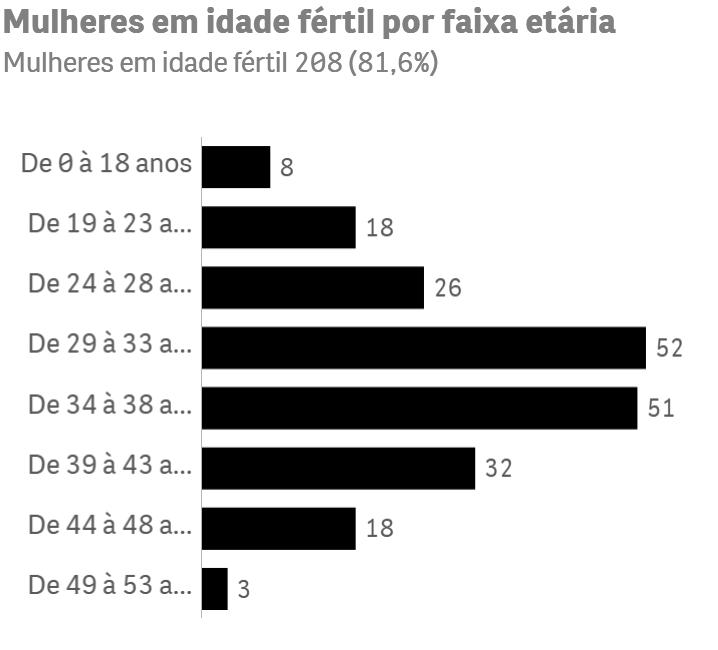 Mulheres em idade fértil por faixa etária
Mulheres em idade fértil 208 (81,6%)
De 0 à 18 anos 8
De 19 à 23 a... 18
De 24 à 28 a... 26
De 29 à 33 a... 52
De 34 à 38 a... 51
De 39 à 43 a... 32
De 44 à 48 a... 18
De 49 à 53 a... 3